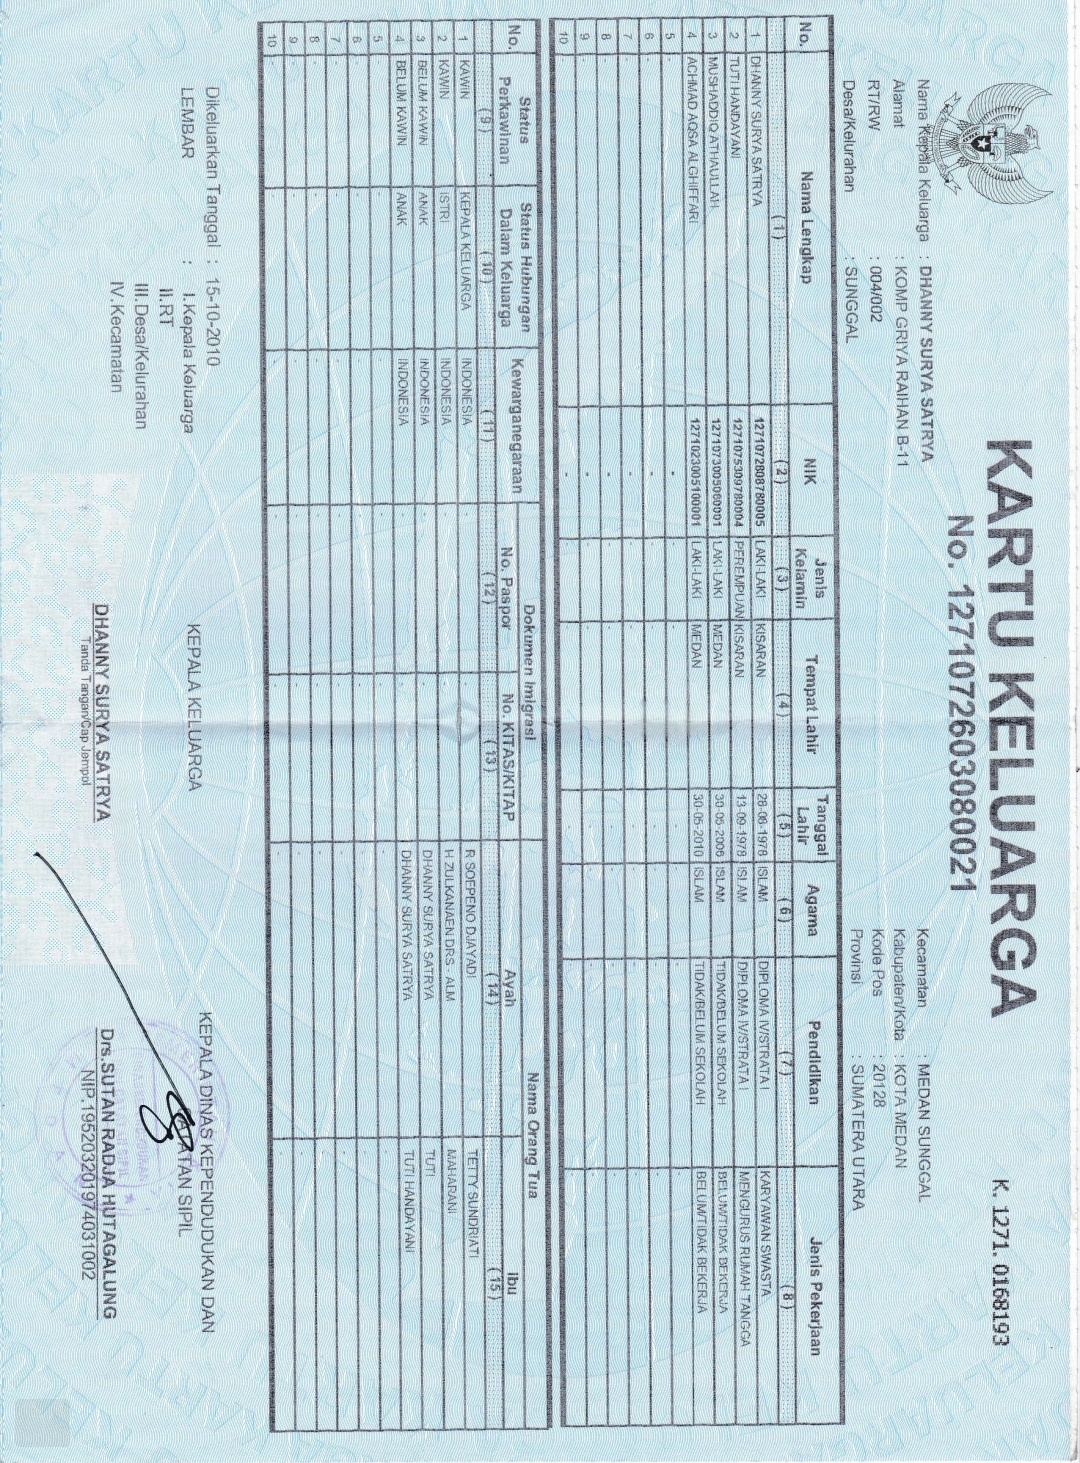 KARTU KELUARGA
No. 1271072603080021
K. 1271. 0168193
Nama Kepala Keluarga : DHANNY SURYA SATRYA
Alamat : KOMP GRIYA RAIHAN B-11
RT/RW : 004/002
Desa/Kelurahan : SUNGGAL
Kecamatan : MEDAN SUNGGAL
Kabupaten/Kota : KOTA MEDAN
Kode Pos : 20128
Provinsi : SUMATERA UTARA
No. Nama Lengkap NIK Jenis Kelamin Tempat Lahir Tanggal Lahir Agama Pendidikan Jenis Pekerjaan
(1) (2) (3) (4) (5) (6) (7) (8)
1 DHANNY SURYA SATRYA 1271072808780005 LAKI-LAKI KISARAN 28-06-1978 ISLAM DIPLOMA IV/STRATA I KARYAWAN SWASTA
2 TUTI HANDAYANI 1271075309780004 PEREMPUAN KISARAN 13-09-1978 ISLAM DIPLOMA IV/STRATA I MENGURUS RUMAH TANGGA
3 MUSHADDIQ ATHAULLAH 1271073005060001 LAKI-LAKI MEDAN 30-05-2006 ISLAM TIDAK/BELUM SEKOLAH BELUM/TIDAK BEKERJA
4 ACHMAD AQSA ALGHIFFARI 1271023005100001 LAKI-LAKI MEDAN 30-05-2010 ISLAM TIDAK/BELUM SEKOLAH BELUM/TIDAK BEKERJA
5 - - - - - - - -
6 - - - - - - - -
7 - - - - - - - -
8 - - - - - - - -
9 - - - - - - - -
10 - - - - - - - -
No. Status Perkawinan Status Hubungan Dalam Keluarga Kewarganegaraan Dokumen Imigrasi Nama Orang Tua
No. Paspor No. KITAS/KITAP Ayah Ibu
(9) (10) (11) (12) (13) (14) (15)
1 KAWIN KEPALA KELUARGA INDONESIA - - R SOEPENO DJAYADI TETTY SUNDRIATI
2 KAWIN ISTRI INDONESIA - - H ZULKANAEN DRS - ALM MAHARANI
3 BELUM KAWIN ANAK INDONESIA - - DHANNY SURYA SATRYA TUTI
4 BELUM KAWIN ANAK INDONESIA - - DHANNY SURYA SATRYA TUTI HANDAYANI
5 - - - - - - -
6 - - - - - - -
7 - - - - - - -
8 - - - - - - -
9 - - - - - - -
10 - - - - - - -
Dikeluarkan Tanggal : 15-10-2010
LEMBAR : I.Kepala Keluarga
II.RT
III.Desa/Kelurahan
IV.Kecamatan
KEPALA KELUARGA
DHANNY SURYA SATRYA
Tanda Tangan/Cap Jempol
KEPALA DINAS KEPENDUDUKAN DAN
CATATAN SIPIL
Drs.SUTAN RADJA HUTAGALUNG
NIP.195203201974031002